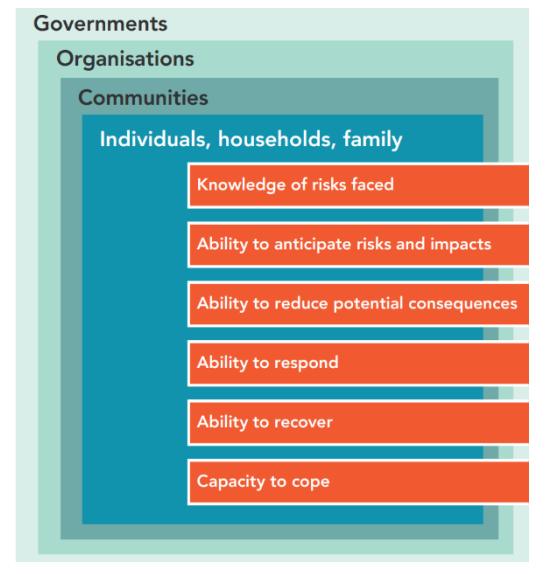 Governments
Organisations
Communities
Individuals, households, family
Knowledge of risks faced
Ability to anticipate risks and impacts
Ability to reduce potential consequences
Ability to respond
Ability to recover
Capacity to cope